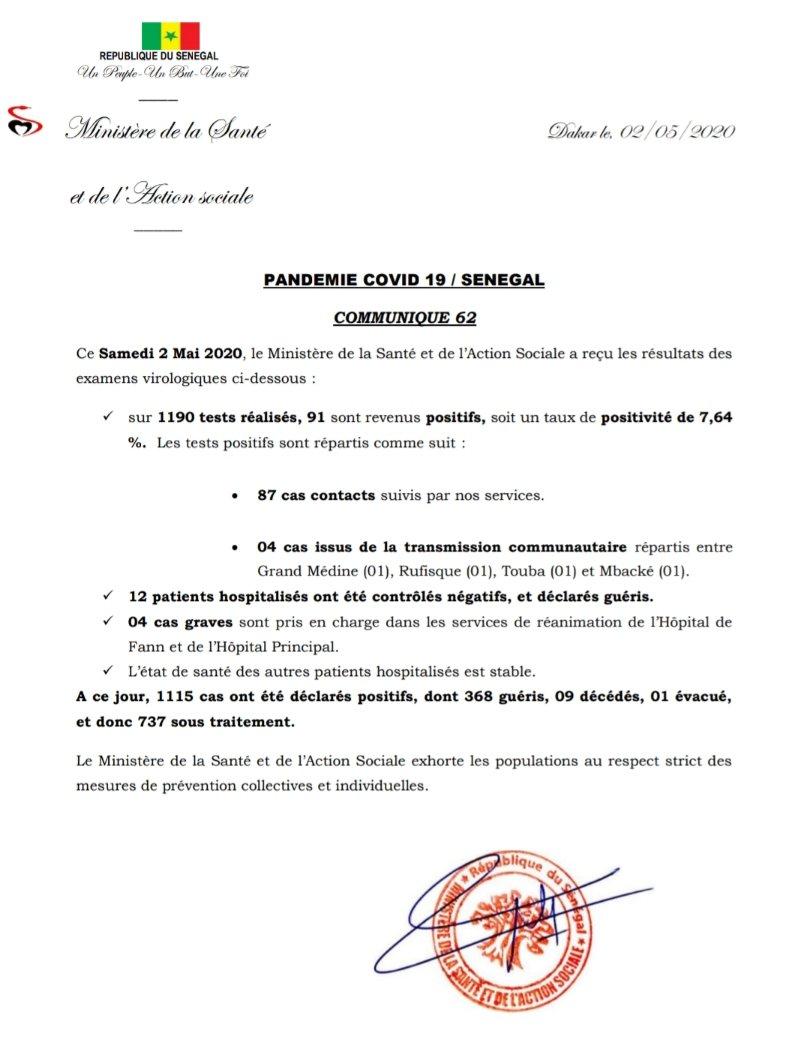 REPUBLIQUE DU SENEGAL
Un Peuple-Un But-Une Foi
Ministère de la Santé
Dakar le, 02/05/2020
et de l'Action sociale
PANDEMIE COVID 19 / SENEGAL
COMMUNIQUE 62
Ce Samedi 2 Mai 2020, le Ministère de la Santé et de l'Action Sociale a reçu les résultats des
examens virologiques ci-dessous :
✓ sur 1190 tests réalisés, 91 sont revenus positifs, soit un taux de positivité de 7,64
%. Les tests positifs sont répartis comme suit :
• 87 cas contacts suivis par nos services.
• 04 cas issus de la transmission communautaire répartis entre
Grand Médine (01), Rufisque (01), Touba (01) et Mbacké (01).
✓ 12 patients hospitalisés ont été contrôlés négatifs, et déclarés guéris.
✓ 04 cas graves sont pris en charge dans les services de réanimation de l'Hôpital de
Fann et de l'Hôpital Principal.
✓ L'état de santé des autres patients hospitalisés est stable.
A ce jour, 1115 cas ont été déclarés positifs, dont 368 guéris, 09 décédés, 01 évacué,
et donc 737 sous traitement.
Le Ministère de la Santé et de l'Action Sociale exhorte les populations au respect strict des
mesures de prévention collectives et individuelles.
★ République du Sénégal ★
MINISTERE DE LA SANTE ET DE L'ACTION SOCIALE